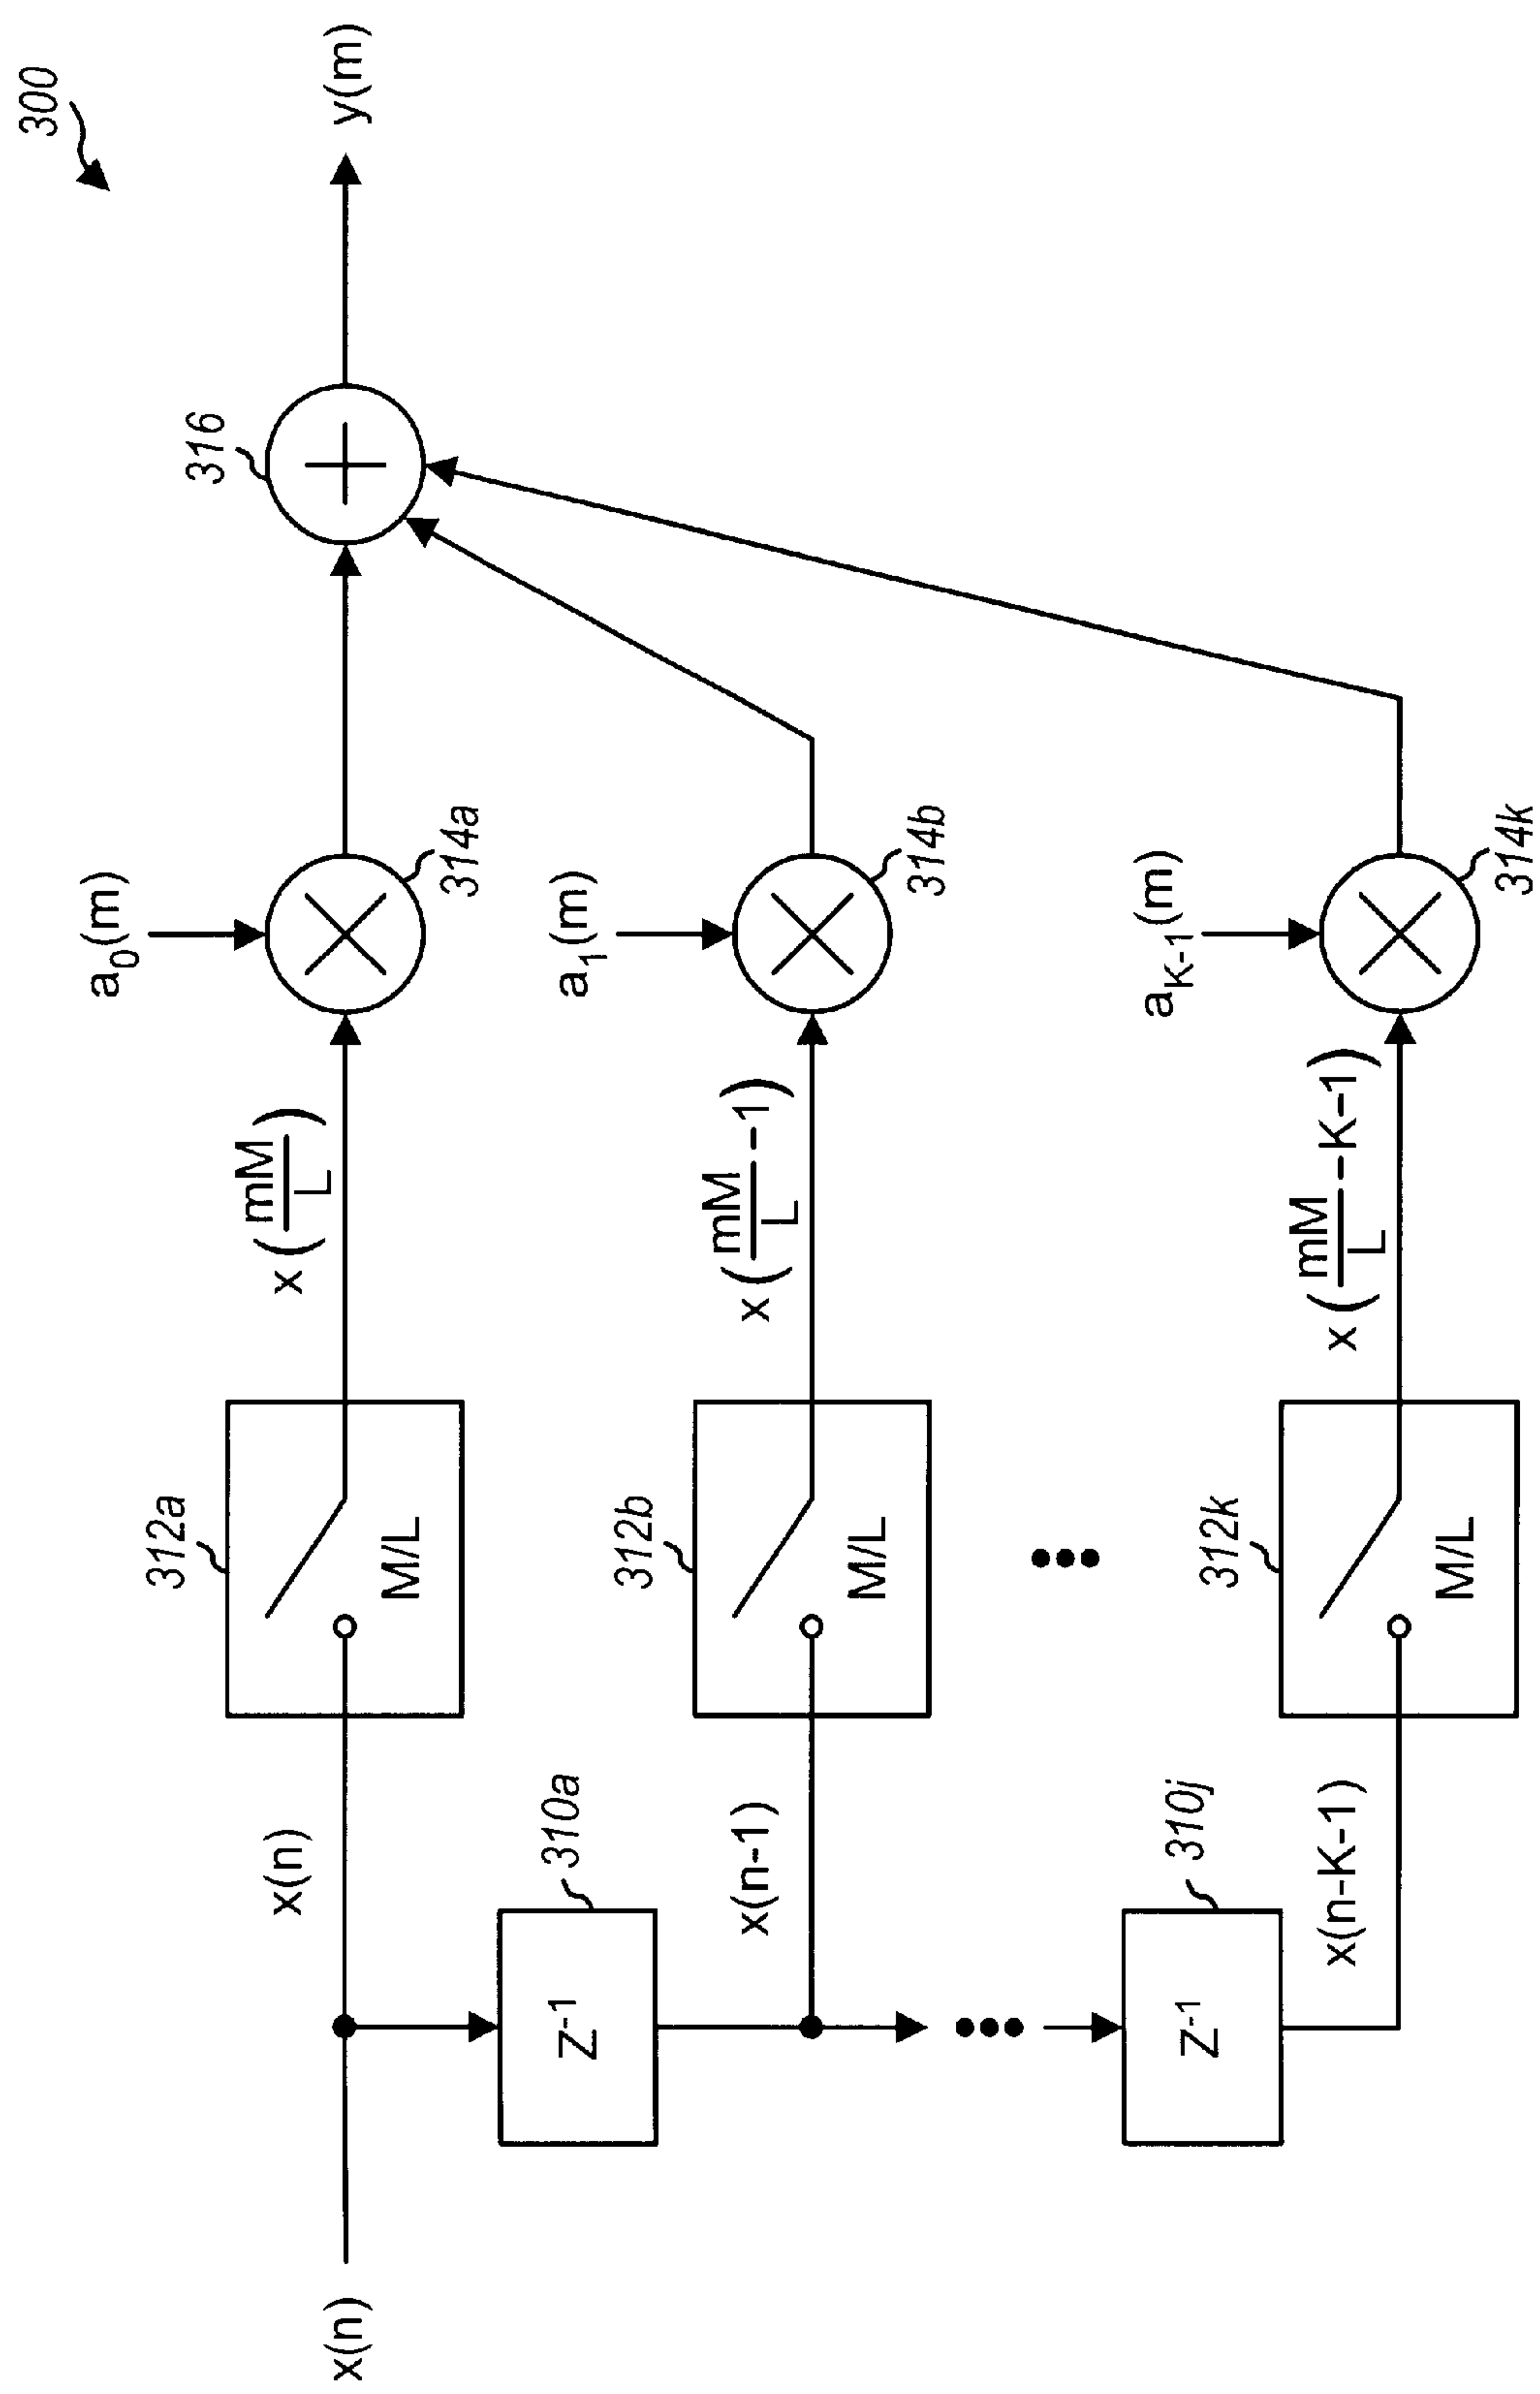 300
x(n)
x(n)
312a
M/L
x(mM/L)
a0(m)
314a
316
y(m)
Z-1
310a
x(n-1)
312b
M/L
x(mM/L-1)
a1(m)
314b
Z-1
310j
x(n-K-1)
312k
M/L
x(mM/L-K-1)
aK-1(m)
314k